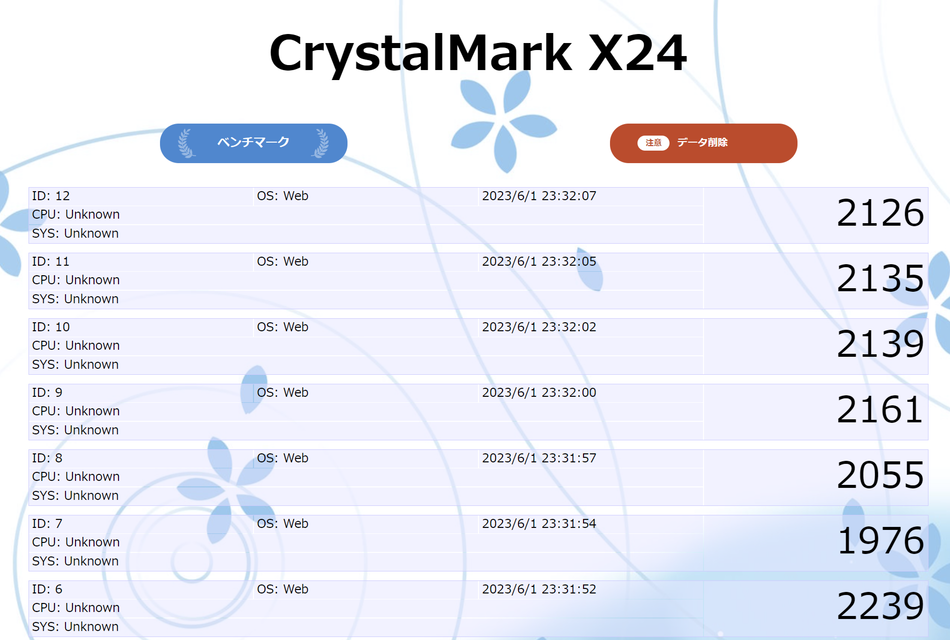 CrystalMark X24
ベンチマーク
注意 データ削除
ID: 12 OS: Web 2023/6/1 23:32:07 2126
CPU: Unknown
SYS: Unknown
ID: 11 OS: Web 2023/6/1 23:32:05 2135
CPU: Unknown
SYS: Unknown
ID: 10 OS: Web 2023/6/1 23:32:02 2139
CPU: Unknown
SYS: Unknown
ID: 9 OS: Web 2023/6/1 23:32:00 2161
CPU: Unknown
SYS: Unknown
ID: 8 OS: Web 2023/6/1 23:31:57 2055
CPU: Unknown
SYS: Unknown
ID: 7 OS: Web 2023/6/1 23:31:54 1976
CPU: Unknown
SYS: Unknown
ID: 6 OS: Web 2023/6/1 23:31:52 2239
CPU: Unknown
SYS: Unknown